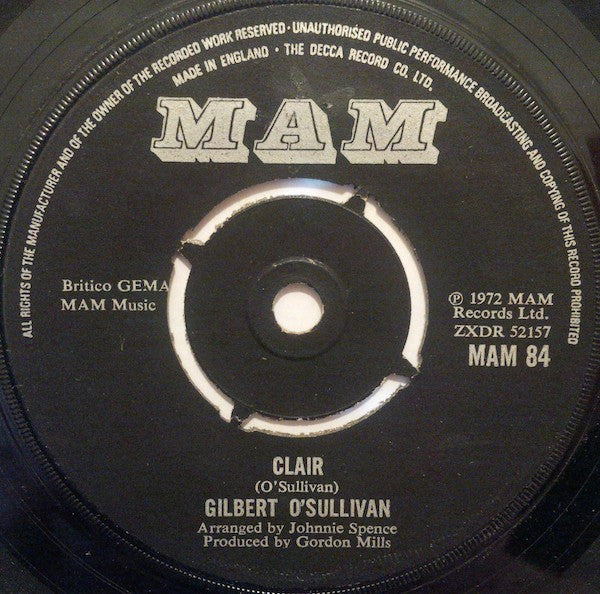 ALL RIGHTS OF THE MANUFACTURER AND OF THE OWNER OF THE RECORDED WORK RESERVED · UNAUTHORISED PUBLIC PERFORMANCE BROADCASTING AND COPYING OF THIS RECORD PROHIBITED
MADE IN ENGLAND · THE DECCA RECORD CO. LTD.
MAM
Britico GEMA
MAM Music
℗ 1972 MAM
Records Ltd.
ZXDR 52157
MAM 84
CLAIR
(O'Sullivan)
GILBERT O'SULLIVAN
Arranged by Johnnie Spence
Produced by Gordon Mills